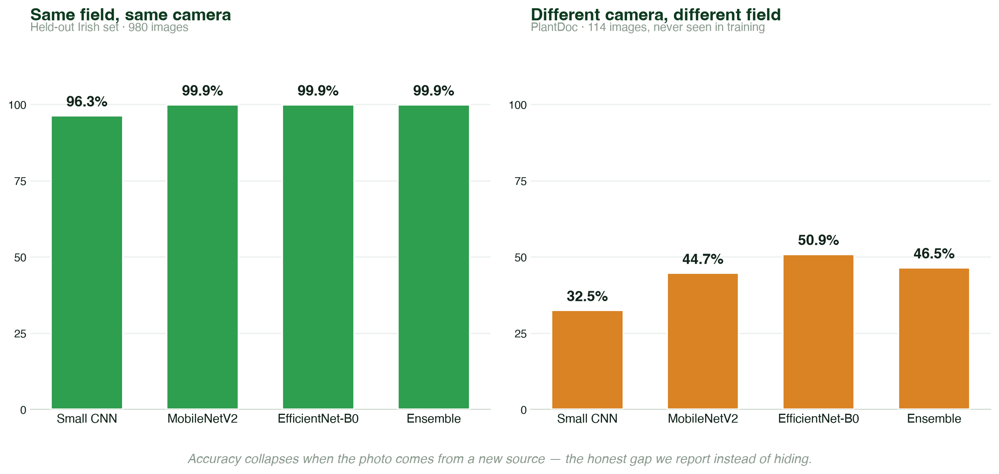 Same field, same camera
Held-out Irish set · 980 images
96.3%
99.9%
99.9%
99.9%
100
75
50
25
0
Small CNN
MobileNetV2
EfficientNet-B0
Ensemble
Different camera, different field
PlantDoc · 114 images, never seen in training
100
75
50
25
0
32.5%
44.7%
50.9%
46.5%
Small CNN
MobileNetV2
EfficientNet-B0
Ensemble
Accuracy collapses when the photo comes from a new source — the honest gap we report instead of hiding.